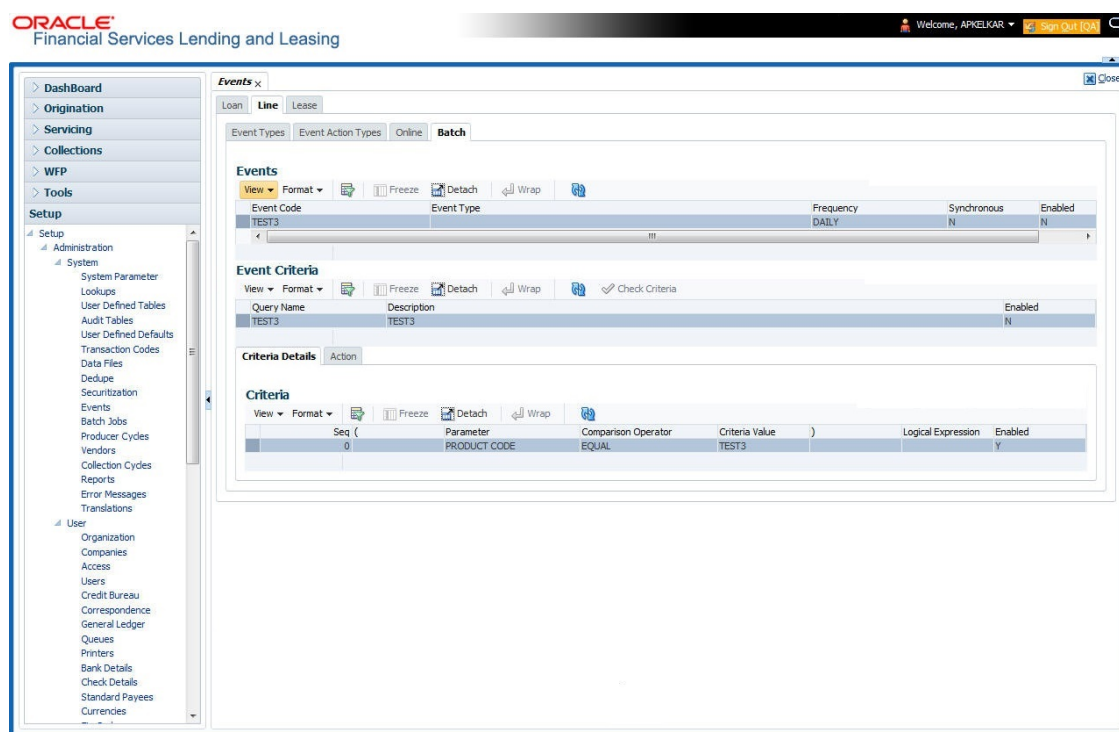 ORACLE
Financial Services Lending and Leasing
Welcome, APKELKAR
Sign Out [QA]
DashBoard
Origination
Servicing
Collections
WFP
Tools
Setup
Setup
Administration
System
System Parameter
Lookups
User Defined Tables
Audit Tables
User Defined Defaults
Transaction Codes
Data Files
Dedupe
Securitization
Events
Batch Jobs
Producer Cycles
Vendors
Collection Cycles
Reports
Error Messages
Translations
User
Organization
Companies
Access
Users
Credit Bureau
Correspondence
General Ledger
Queues
Printers
Bank Details
Check Details
Standard Payees
Currencies
Events
Close
Loan Line Lease
Event Types Event Action Types Online Batch
Events
View Format Freeze Detach Wrap
Event Code Event Type Frequency Synchronous Enabled
TEST3 DAILY N N
Event Criteria
View Format Freeze Detach Wrap Check Criteria
Query Name Description Enabled
TEST3 TEST3 N
Criteria Details Action
Criteria
View Format Freeze Detach Wrap
Seq ( Parameter Comparison Operator Criteria Value ) Logical Expression Enabled
0 PRODUCT CODE EQUAL TEST3 Y